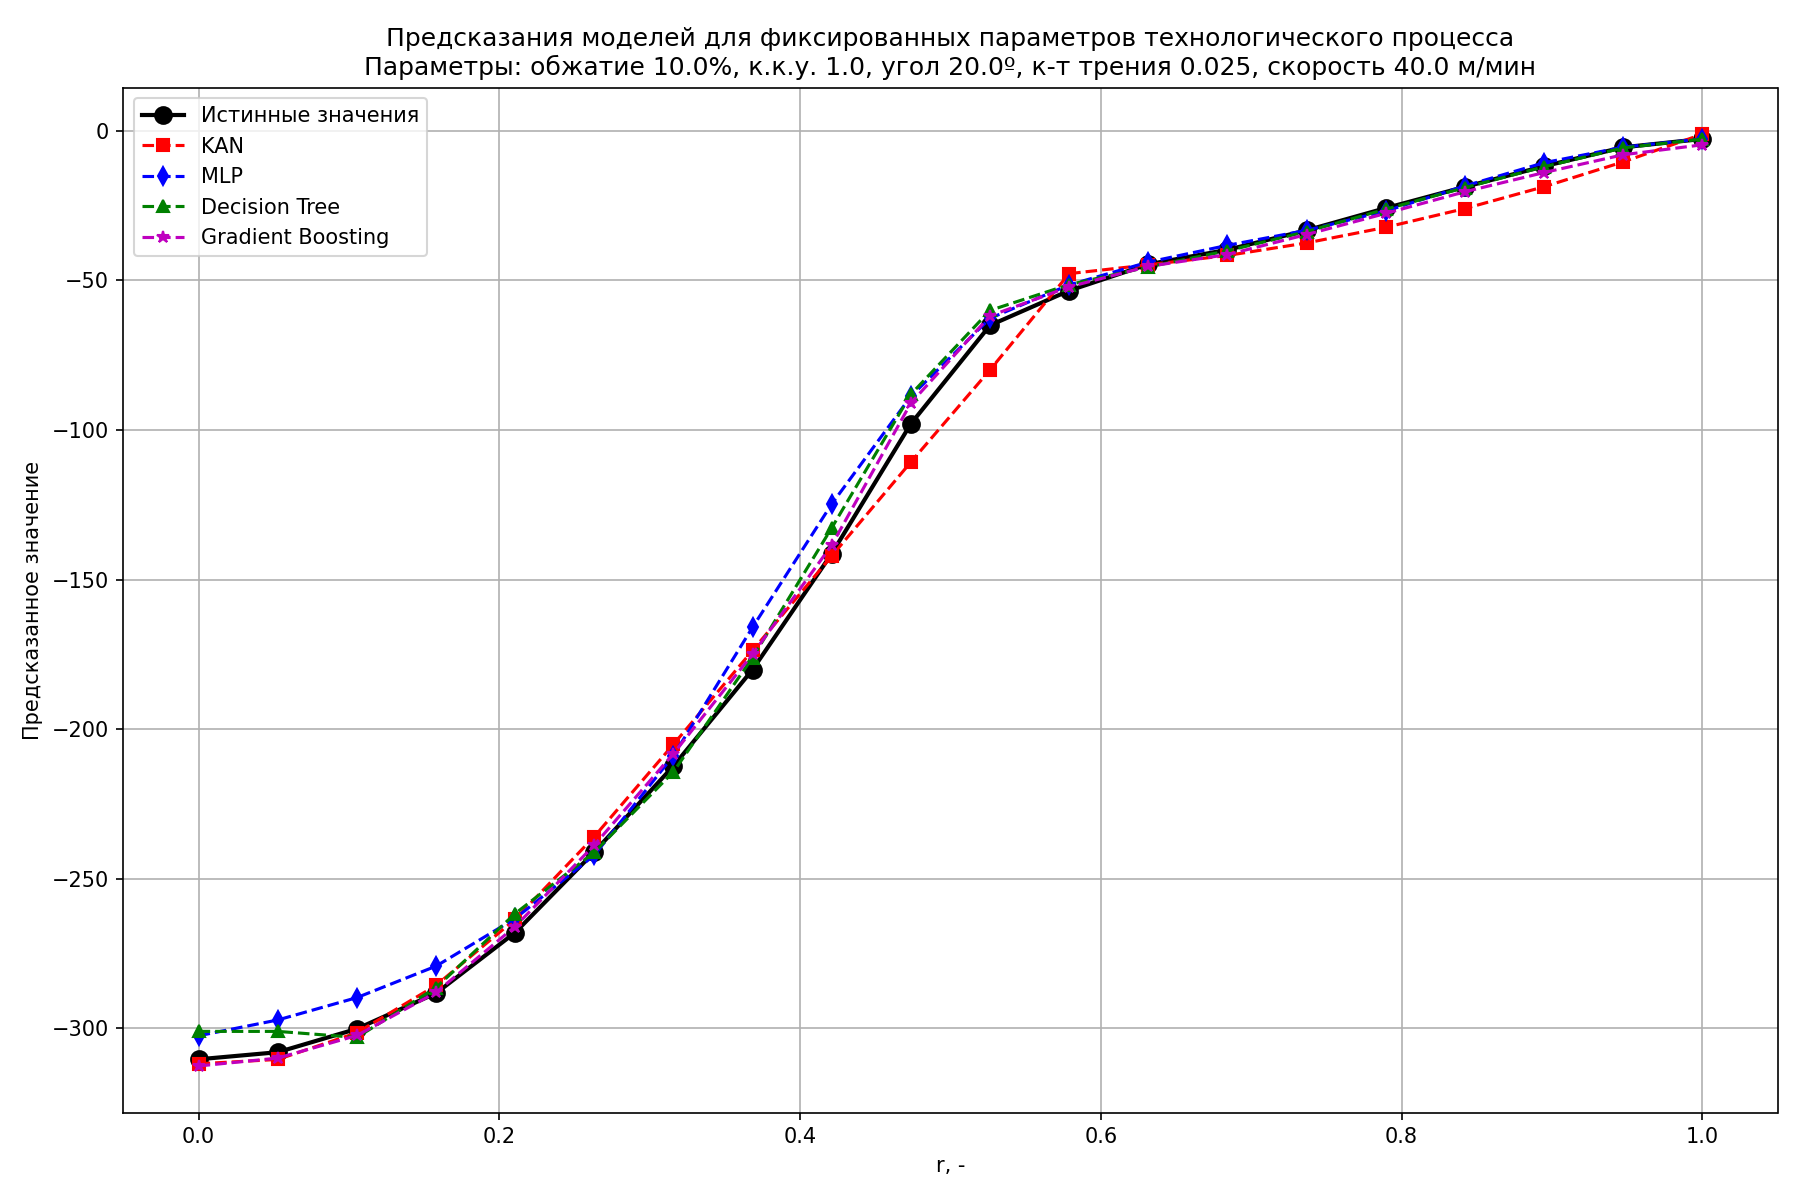 Предсказания моделей для фиксированных параметров технологического процесса
Параметры: обжатие 10.0%, к.к.у. 1.0, угол 20.0º, к-т трения 0.025, скорость 40.0 м/мин
Истинные значения
KAN
MLP
Decision Tree
Gradient Boosting
Предсказанное значение
0
−50
−100
−150
−200
−250
−300
0.0 0.2 0.4 0.6 0.8 1.0
r, -